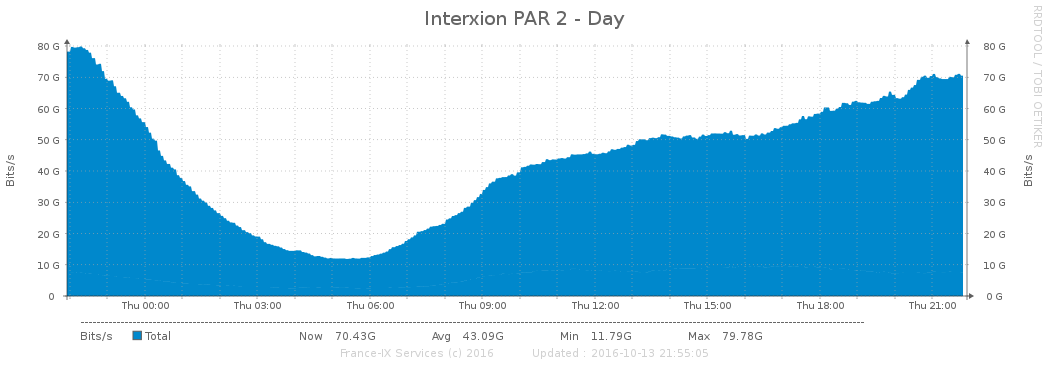 Interxion PAR 2 - Day
RRDTOOL / TOBI OETIKER
Bits/s
80 G
70 G
60 G
50 G
40 G
30 G
20 G
10 G
0
80 G
70 G
60 G
50 G
40 G
30 G
20 G
10 G
0 G
Bits/s
Thu 00:00 Thu 03:00 Thu 06:00 Thu 09:00 Thu 12:00 Thu 15:00 Thu 18:00 Thu 21:00
Bits/s Total Now 70.43G Avg 43.09G Min 11.79G Max 79.78G
France-IX Services (c) 2016 Updated : 2016-10-13 21:55:05